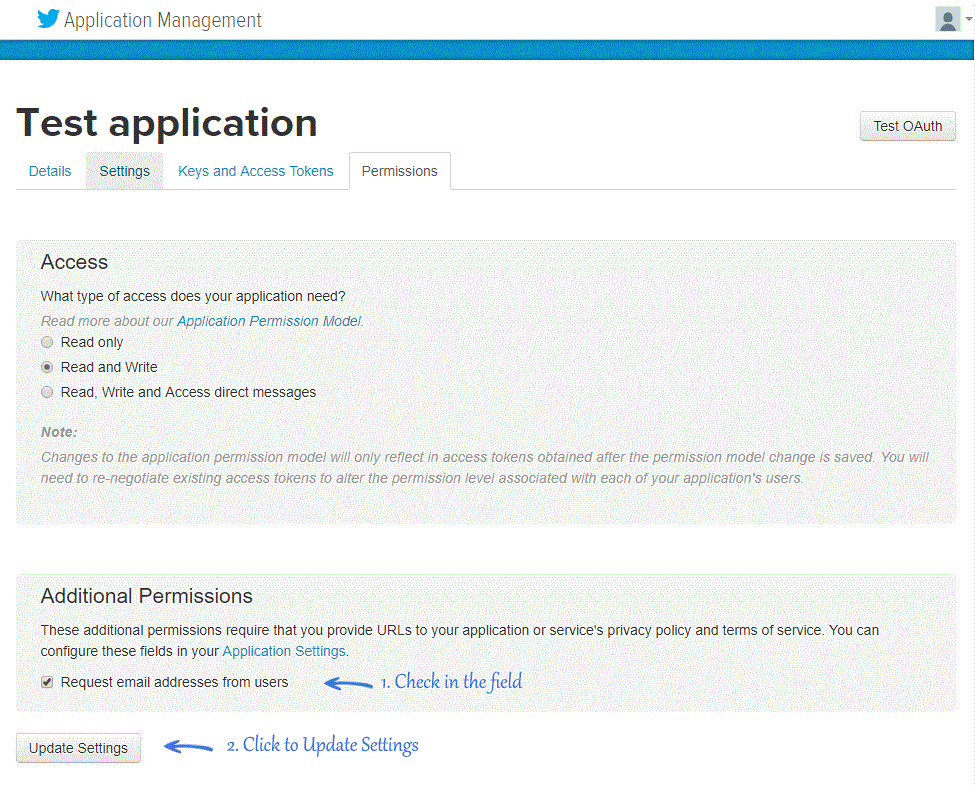 Application Management
Test application
Test OAuth
Details Settings Keys and Access Tokens Permissions
Access
What type of access does your application need?
Read more about our Application Permission Model.
Read only
Read and Write
Read, Write and Access direct messages
Note:
Changes to the application permission model will only reflect in access tokens obtained after the permission model change is saved. You will
need to re-negotiate existing access tokens to alter the permission level associated with each of your application's users.
Additional Permissions
These additional permissions require that you provide URLs to your application or service's privacy policy and terms of service. You can
configure these fields in your Application Settings.
Request email addresses from users 1. Check in the field
Update Settings 2. Click to Update Settings